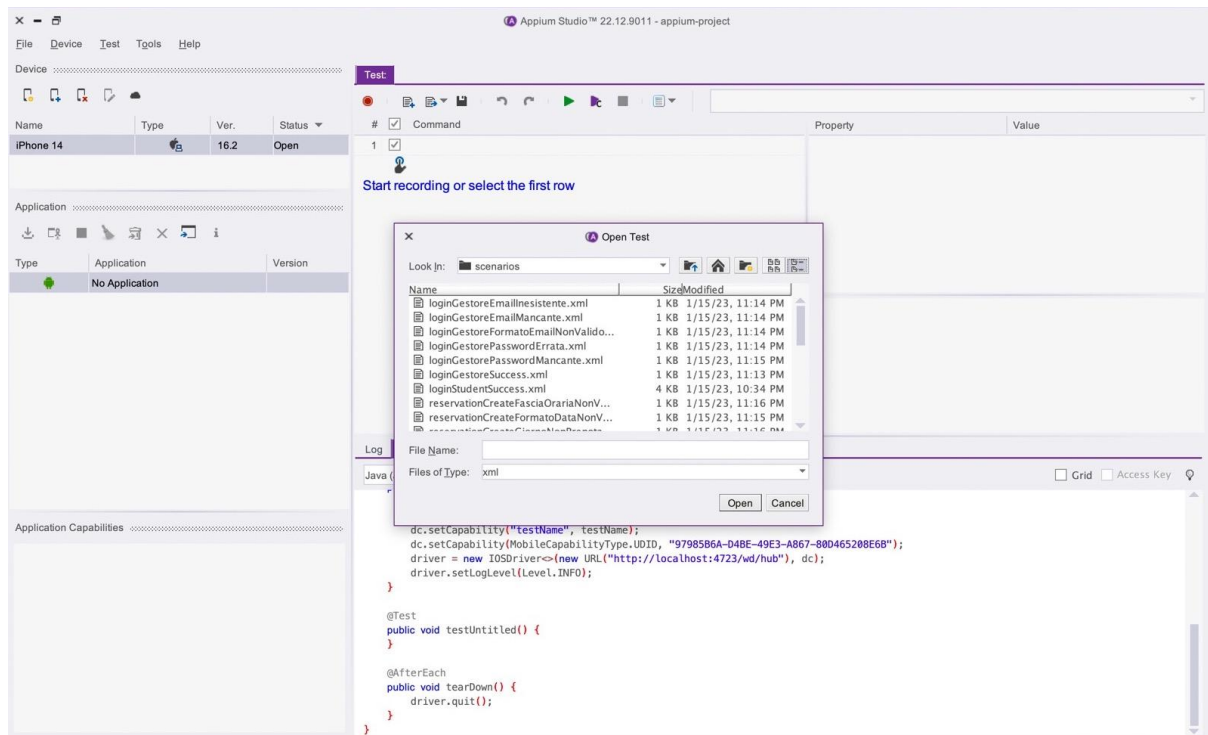 Appium Studio™ 22.12.9011 - appium-project
File Device Test Tools Help
Device
Name Type Ver. Status
iPhone 14 16.2 Open
Application
Type Application Version
No Application
Application Capabilities
Test
# Command
1
Start recording or select the first row
Property Value
Open Test
Look In: scenarios
Name Size Modified
loginGestoreEmailInesistente.xml 1 KB 1/15/23, 11:14 PM
loginGestoreEmailMancante.xml 1 KB 1/15/23, 11:14 PM
loginGestoreFormatoEmailNonValido... 1 KB 1/15/23, 11:14 PM
loginGestorePasswordErrata.xml 1 KB 1/15/23, 11:14 PM
loginGestorePasswordMancante.xml 1 KB 1/15/23, 11:15 PM
loginGestoreSuccess.xml 1 KB 1/15/23, 11:13 PM
loginStudentSuccess.xml 4 KB 1/15/23, 10:34 PM
reservationCreateFasciaOrariaNonV... 1 KB 1/15/23, 11:16 PM
reservationCreateFormatoDataNonV... 1 KB 1/15/23, 11:15 PM
File Name:
Files of Type: xml
Open Cancel
Log
Java (
Grid Access Key
dc.setCapability("testName", testName);
dc.setCapability(MobileCapabilityType.UDID, "97985B6A-D4BE-49E3-A867-80D465208E6B");
driver = new IOSDriver<>(new URL("http://localhost:4723/wd/hub"), dc);
driver.setLogLevel(Level.INFO);
}
@Test
public void testUntitled() {
}
@AfterEach
public void tearDown() {
driver.quit();
}
}